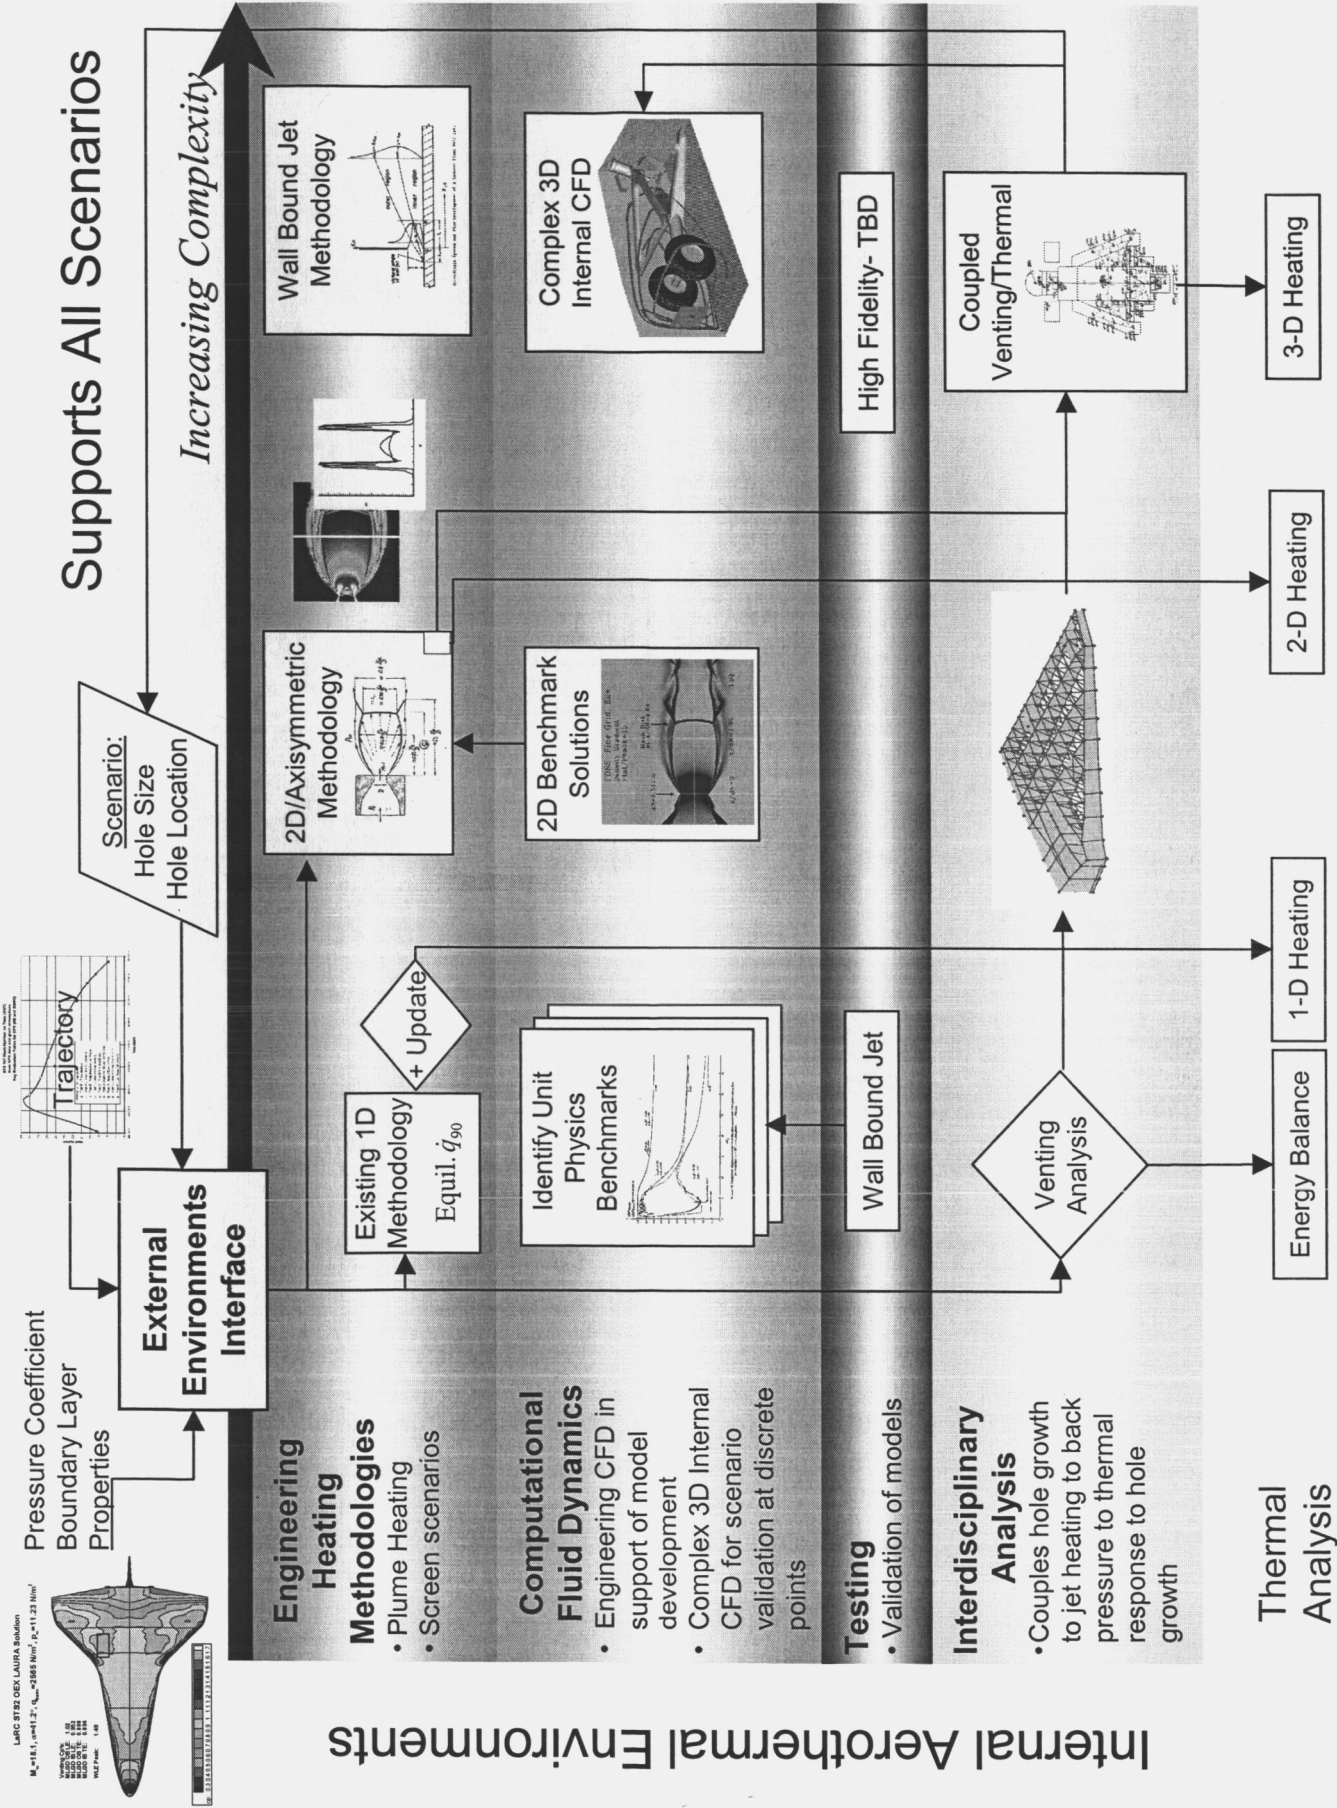 Internal Aerothermal Environments
Supports All Scenarios
Increasing Complexity
LaRC STS2 OEX LAURA Solution
Pressure Coefficient
Boundary Layer
Properties
Trajectory
External
Environments
Interface
Scenario:
Hole Size
Hole Location
Engineering
Heating
Methodologies
• Plume Heating
• Screen scenarios
Existing 1D
Methodology
Equil. q̇90
+ Update
2D/Axisymmetric
Methodology
Wall Bound Jet
Methodology
Computational
Fluid Dynamics
• Engineering CFD in
support of model
development
• Complex 3D Internal
CFD for scenario
validation at discrete
points
Identify Unit
Physics
Benchmarks
2D Benchmark
Solutions
Complex 3D
Internal CFD
Testing
• Validation of models
Wall Bound Jet
High Fidelity- TBD
Interdisciplinary
Analysis
• Couples hole growth
to jet heating to back
pressure to thermal
response to hole
growth
Venting
Analysis
Coupled
Venting/Thermal
Thermal
Analysis
Energy Balance
1-D Heating
2-D Heating
3-D Heating